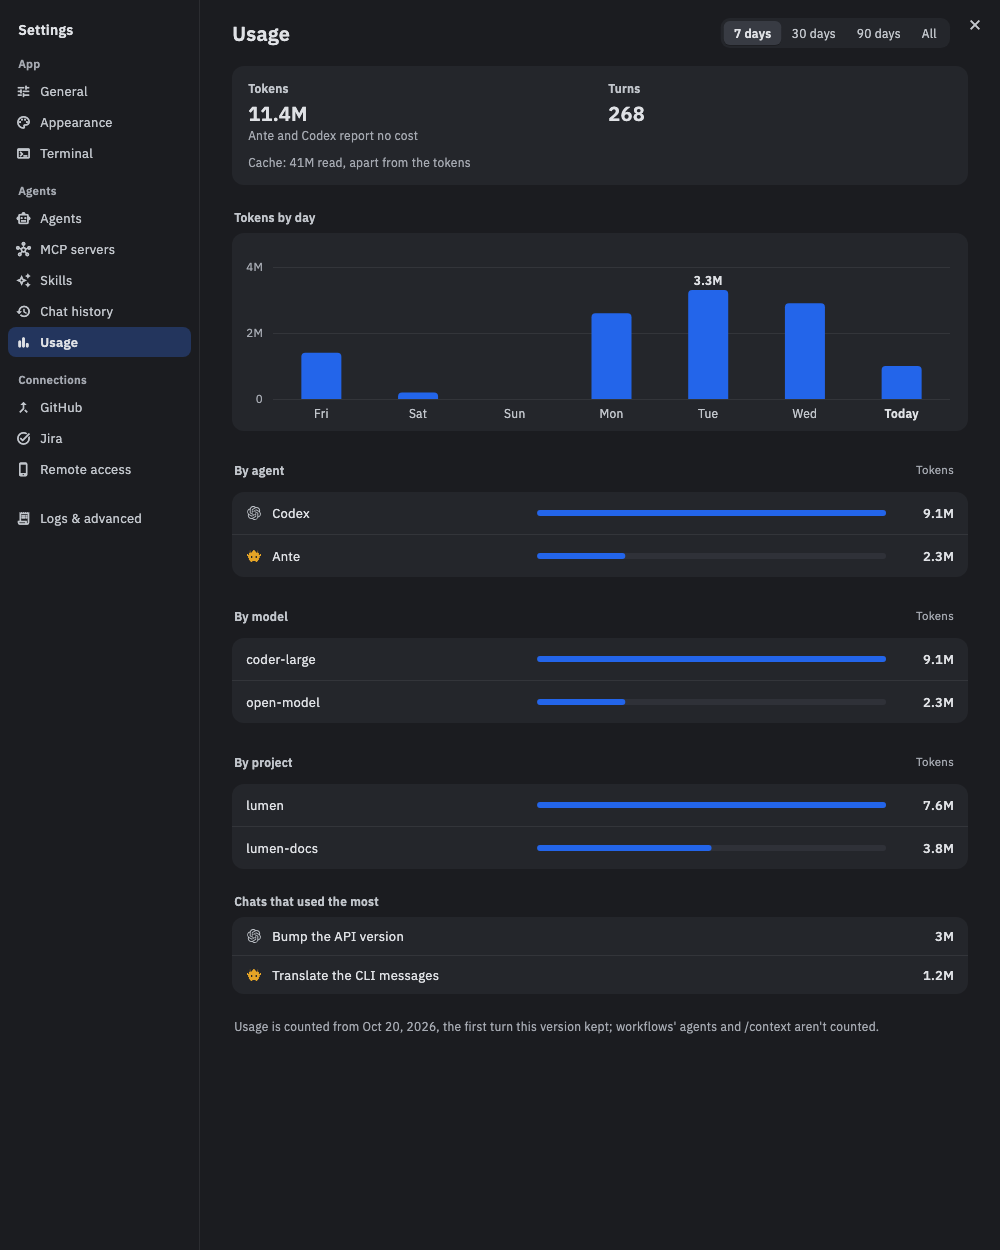 Settings
App
General
Appearance
Terminal
Agents
Agents
MCP servers
Skills
Chat history
Usage
Connections
GitHub
Jira
Remote access
Logs & advanced
Usage
7 days 30 days 90 days All
Tokens Turns
11.4M 268
Ante and Codex report no cost
Cache: 41M read, apart from the tokens
Tokens by day
4M
3.3M
2M
0
Fri Sat Sun Mon Tue Wed Today
By agent Tokens
Codex 9.1M
Ante 2.3M
By model Tokens
coder-large 9.1M
open-model 2.3M
By project Tokens
lumen 7.6M
lumen-docs 3.8M
Chats that used the most
Bump the API version 3M
Translate the CLI messages 1.2M
Usage is counted from Oct 20, 2026, the first turn this version kept; workflows' agents and /context aren't counted.